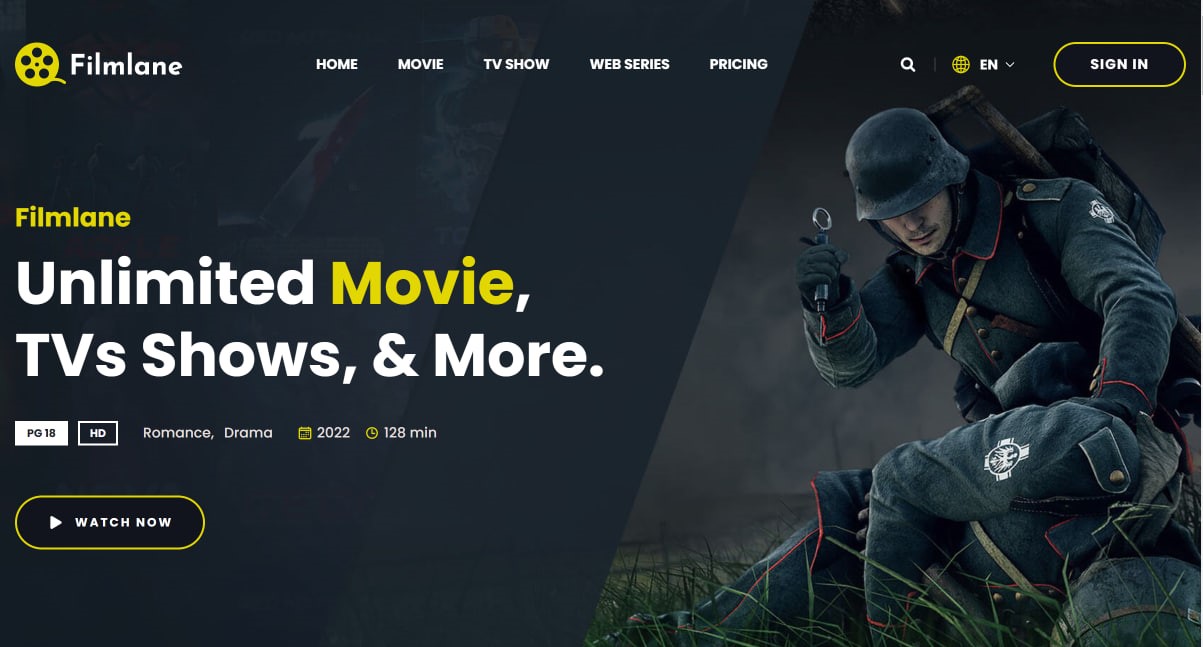 Filmlane
HOME MOVIE TV SHOW WEB SERIES PRICING
EN
SIGN IN
Filmlane
Unlimited Movie,
TVs Shows, & More.
PG 18 HD Romance, Drama 2022 128 min
WATCH NOW